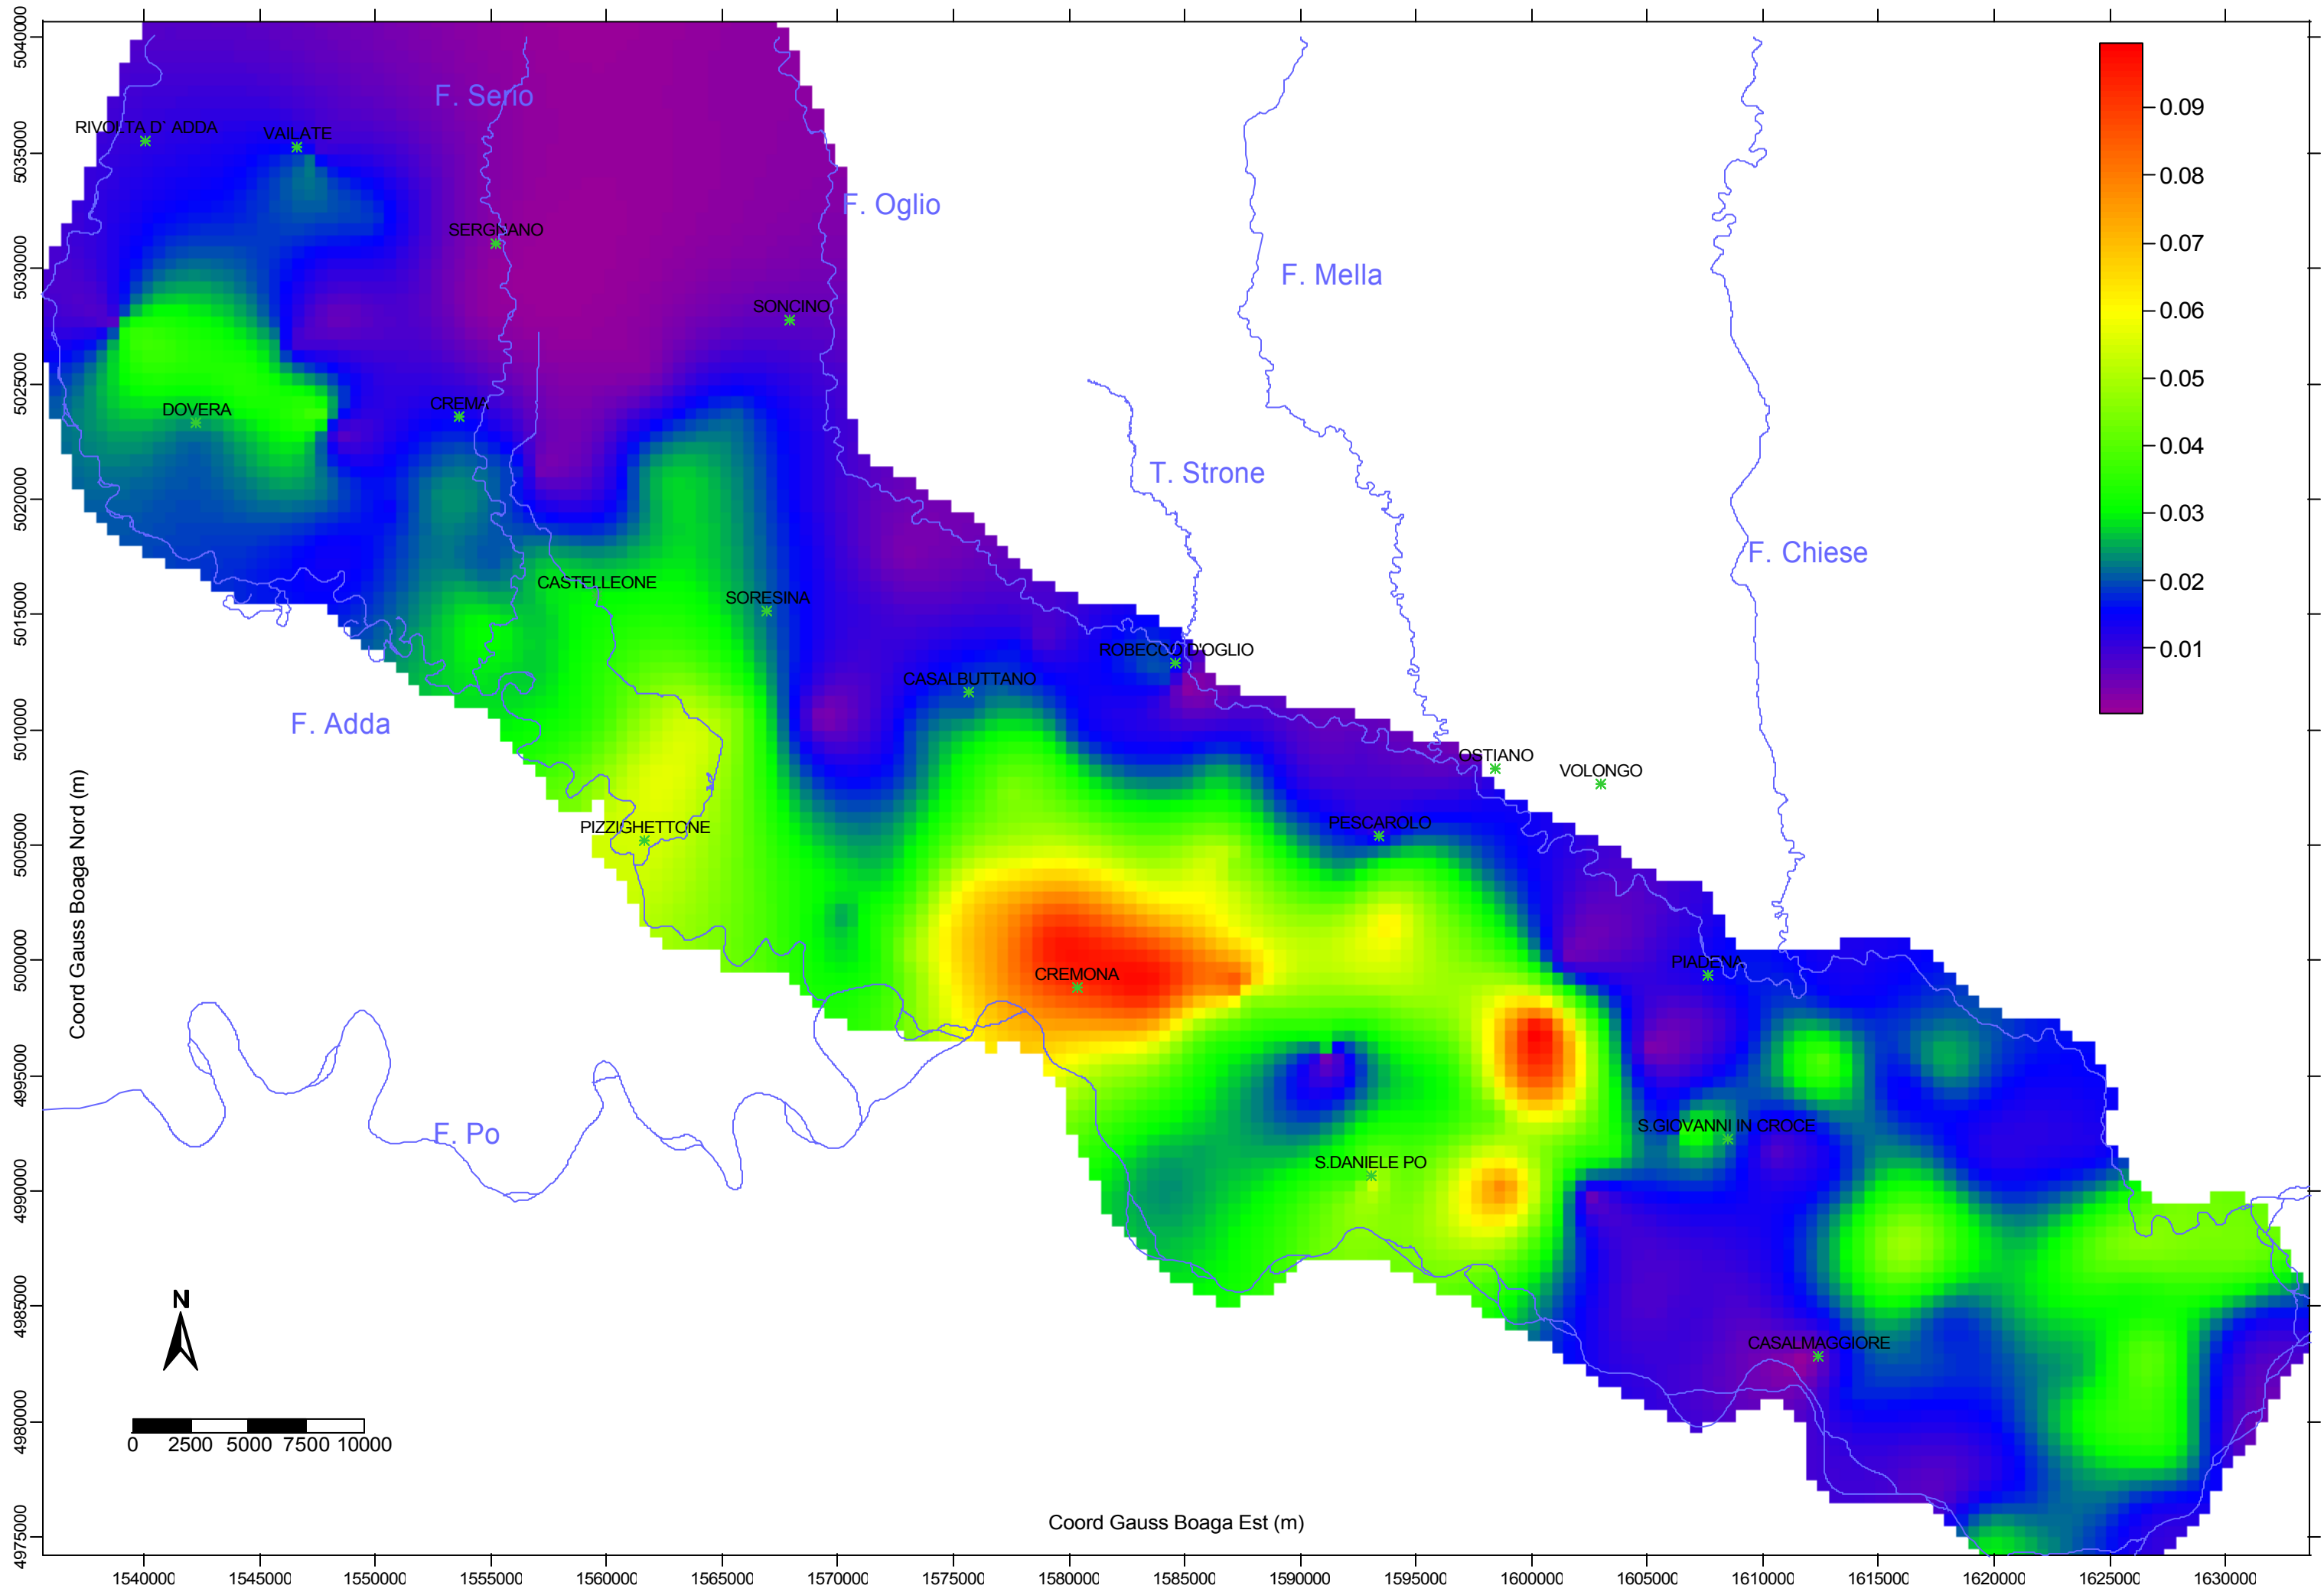 5040000
5035000
5030000
5025000
5020000
5015000
5010000
5005000
5000000
4995000
4990000
4985000
4980000
4975000
Coord Gauss Boaga Nord (m)
F. Serio
RIVOLTA D` ADDA
VAILATE
F. Oglio
SERGNANO
F. Mella
SONCINO
CREMA
DOVERA
T. Strone
F. Chiese
CASTELLEONE
SORESINA
ROBECCO D'OGLIO
CASALBUTTANO
F. Adda
OSTIANO
VOLONGO
PIZZIGHETTONE
PESCAROLO
PIADENA
CREMONA
S.GIOVANNI IN CROCE
F. Po
S.DANIELE PO
CASALMAGGIORE
0.09
0.08
0.07
0.06
0.05
0.04
0.03
0.02
0.01
N
0 2500 5000 7500 10000
Coord Gauss Boaga Est (m)
1540000 1545000 1550000 1555000 1560000 1565000 1570000 1575000 1580000 1585000 1590000 1595000 1600000 1605000 1610000 1615000 1620000 1625000 1630000